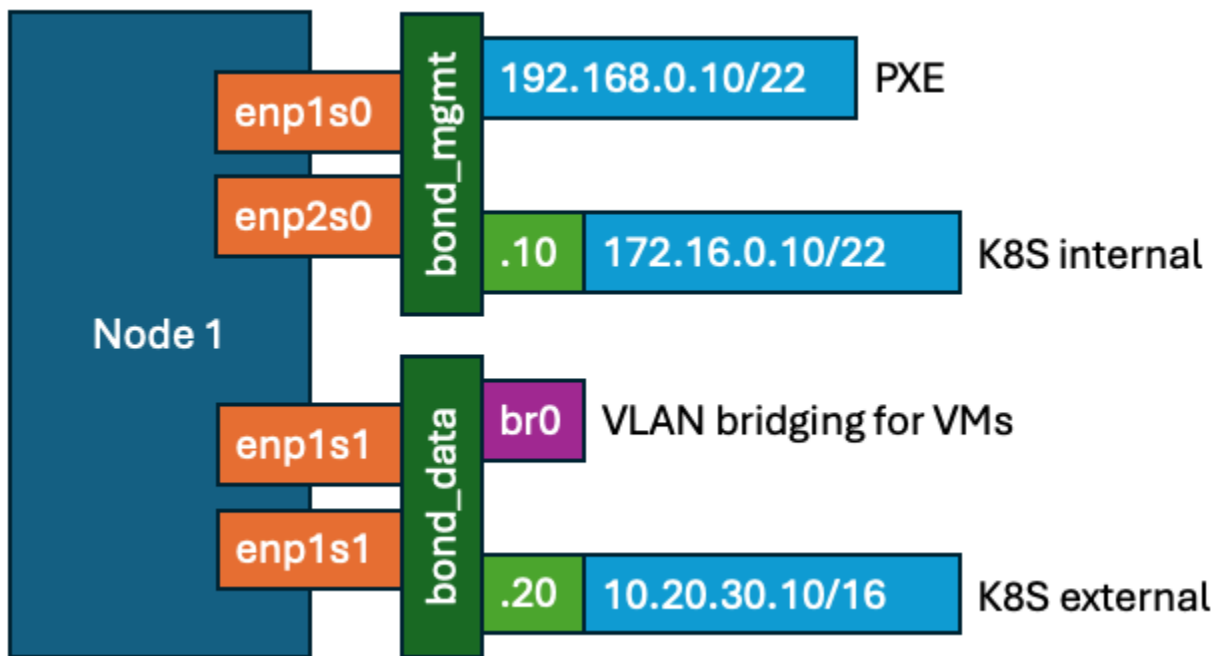 Node 1
enp1s0
enp2s0
bond_mgmt
192.168.0.10/22 PXE
.10 172.16.0.10/22 K8S internal
enp1s1
enp1s1
bond_data
br0 VLAN bridging for VMs
.20 10.20.30.10/16 K8S external